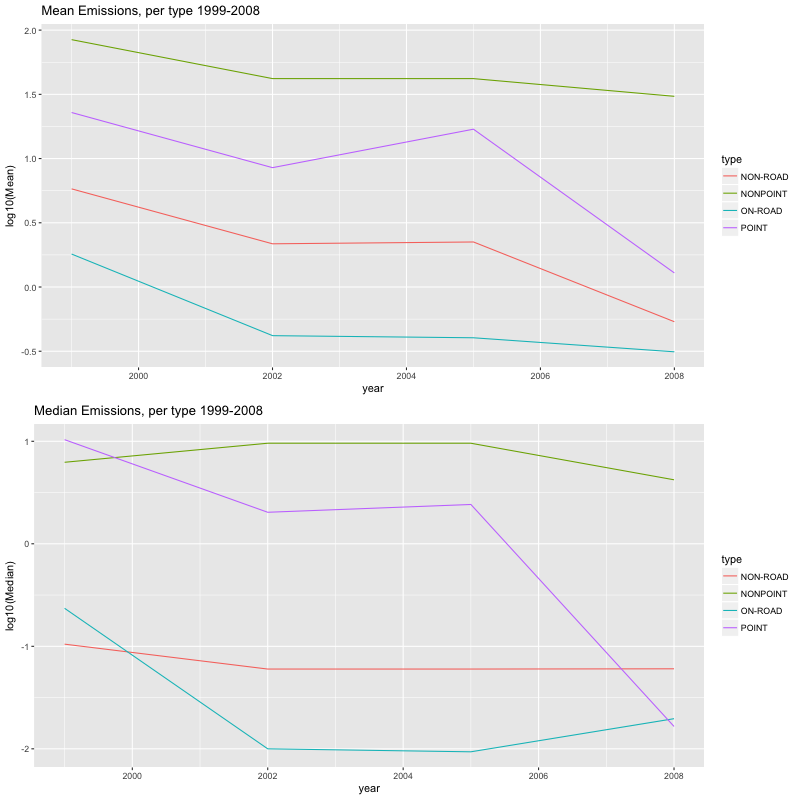 Mean Emissions, per type 1999-2008
2.0
1.5
1.0
0.5
0.0
-0.5
log10(Mean)
2000 2002 2004 2006 2008
year
type
NON-ROAD
NONPOINT
ON-ROAD
POINT
Median Emissions, per type 1999-2008
1
0
-1
-2
log10(Median)
2000 2002 2004 2006 2008
year
type
NON-ROAD
NONPOINT
ON-ROAD
POINT